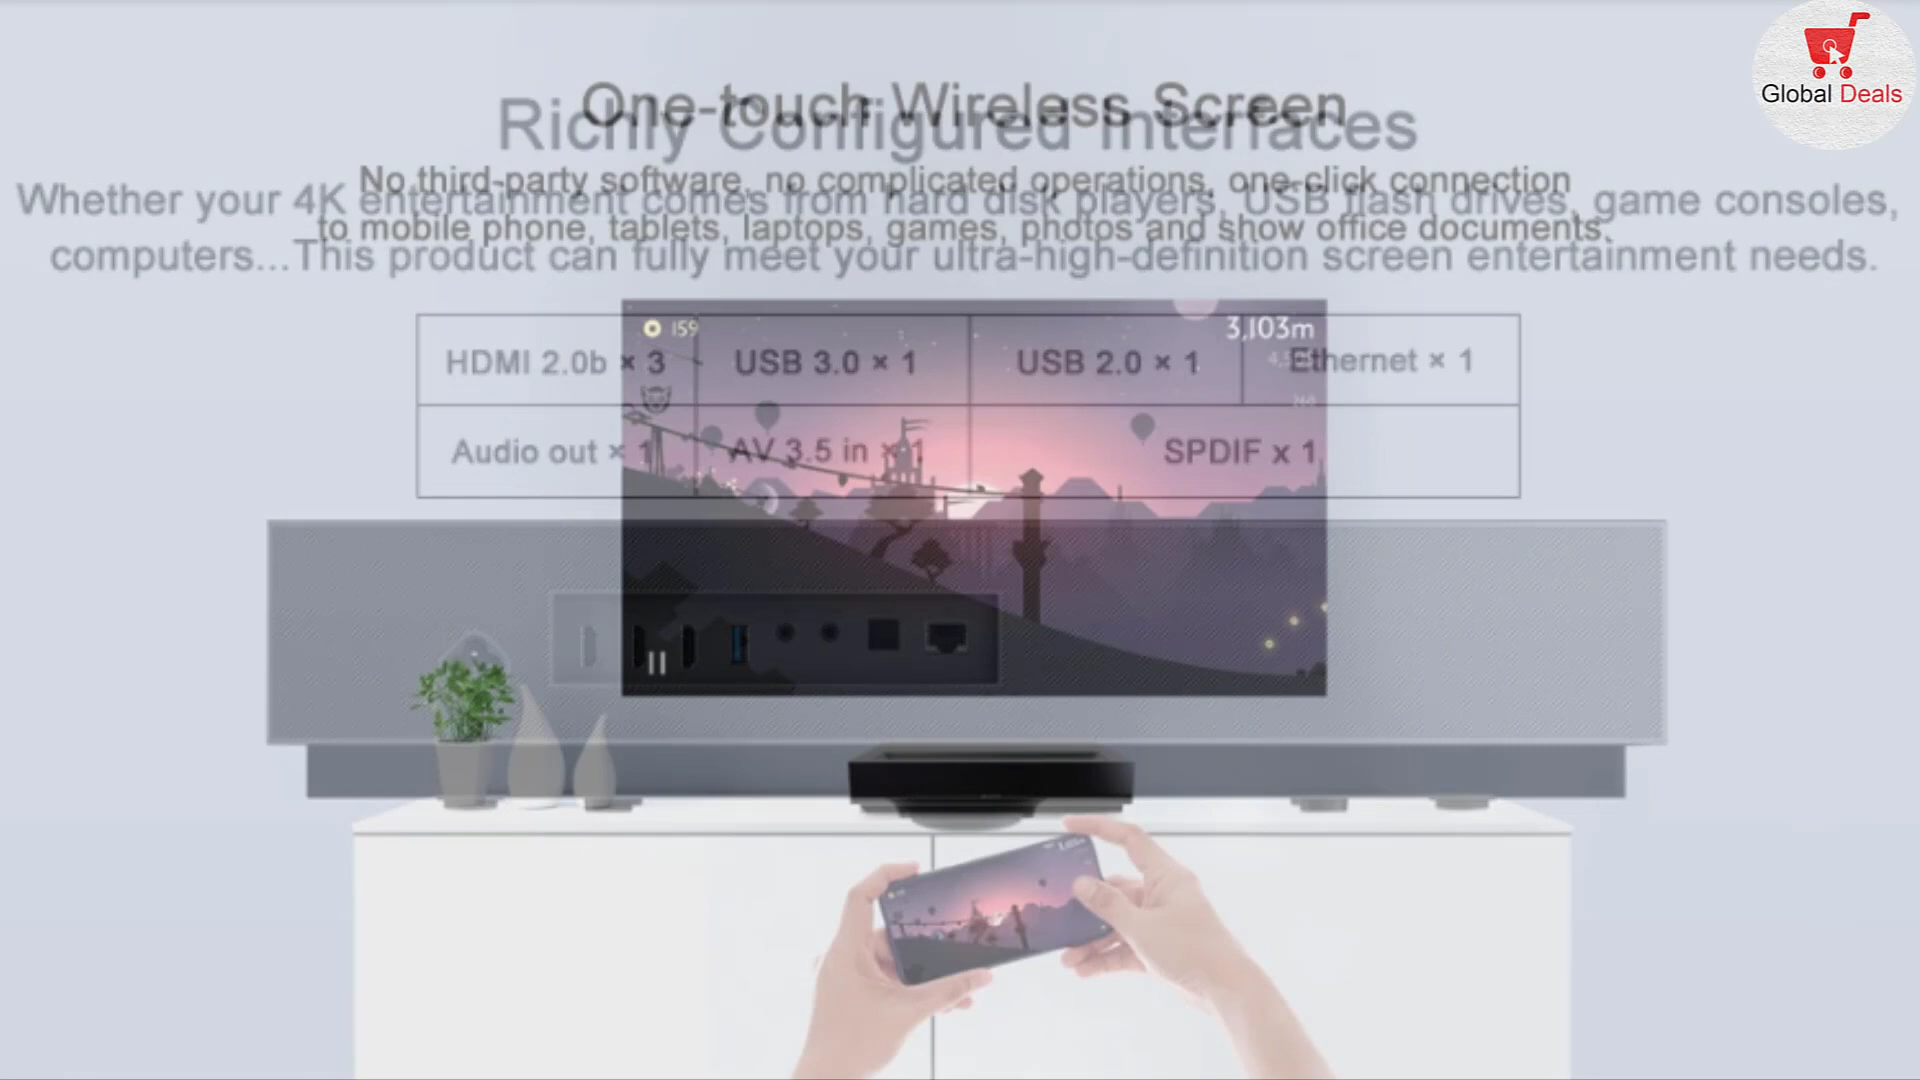 Global Deals
One-touch Wireless Screen
Richly Configured Interfaces
No third-party software, no complicated operations, one-click connection
to mobile phone, tablets, laptops, games, photos and show office documents.
Whether your 4K entertainment comes from hard disk players, USB flash drives, game consoles,
computers...This product can fully meet your ultra-high-definition screen entertainment needs.
159
3,103m
HDMI 2.0b × 3
USB 3.0 × 1
USB 2.0 × 1
Ethernet × 1
260
Audio out × 1
AV 3.5 in × 1
SPDIF x 1